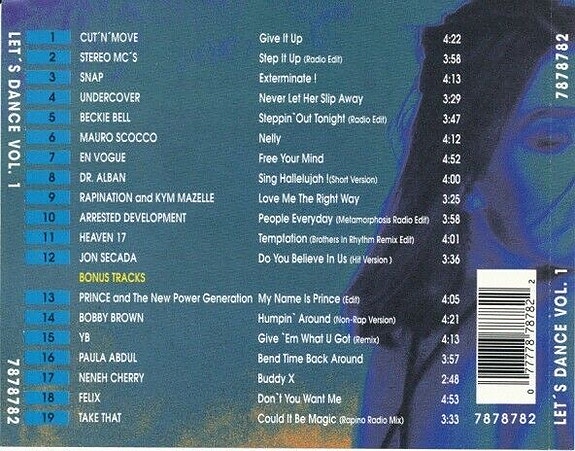 1 CUT´N´MOVE Give It Up 4:22
2 STEREO MC´S Step It Up (Radio Edit) 3:58
3 SNAP Exterminate ! 4:13
4 UNDERCOVER Never Let Her Slip Away 3:29
5 BECKIE BELL Steppin`Out Tonight (Radio Edit) 3:47
6 MAURO SCOCCO Nelly 4:12
7 EN VOGUE Free Your Mind 4:52
8 DR. ALBAN Sing Hallelujah !(Short Version) 4:00
9 RAPINATION and KYM MAZELLE Love Me The Right Way 3:25
10 ARRESTED DEVELOPMENT People Everyday (Metamorphosis Radio Edit) 3:58
11 HEAVEN 17 Temptation (Brothers In Rhythm Remix Edit) 4:01
12 JON SECADA Do You Believe In Us (Hit Version ) 3:36
BONUS TRACKS
13 PRINCE and The New Power Generation My Name Is Prince (Edit) 4:05
14 BOBBY BROWN Humpin` Around (Non-Rap Version) 4:21
15 YB Give `Em What U Got (Remix) 4:13
16 PAULA ABDUL Bend Time Back Around 3:57
17 NENEH CHERRY Buddy X 2:48
18 FELIX Don`t You Want Me 4:53
19 TAKE THAT Could It Be Magic (Rapino Radio Mix) 3:33
7878782
LET´S DANCE VOL. 1
7878782
7878782
LET´S DANCE VOL. 1
0 77778 78782 2